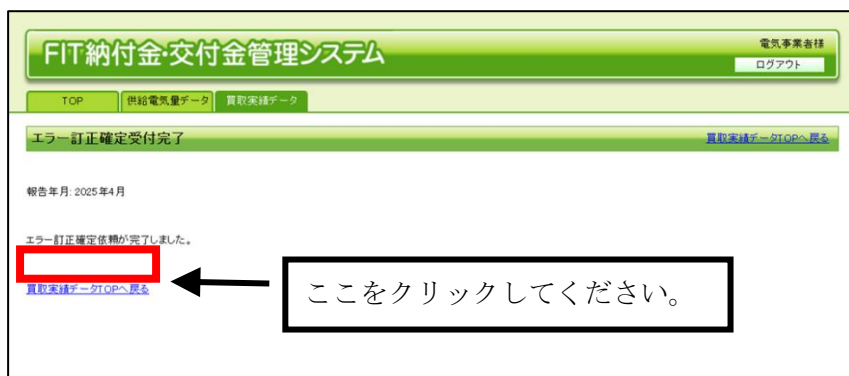 FIT納付金・交付金管理システム
電気事業者様
ログアウト
TOP
供給電気量データ
買取実績データ
エラー訂正確定受付完了
買取実績データTOPへ戻る
報告年月: 2025年4月
エラー訂正確定依頼が完了しました。
買取実績データTOPへ戻る
ここをクリックしてください。